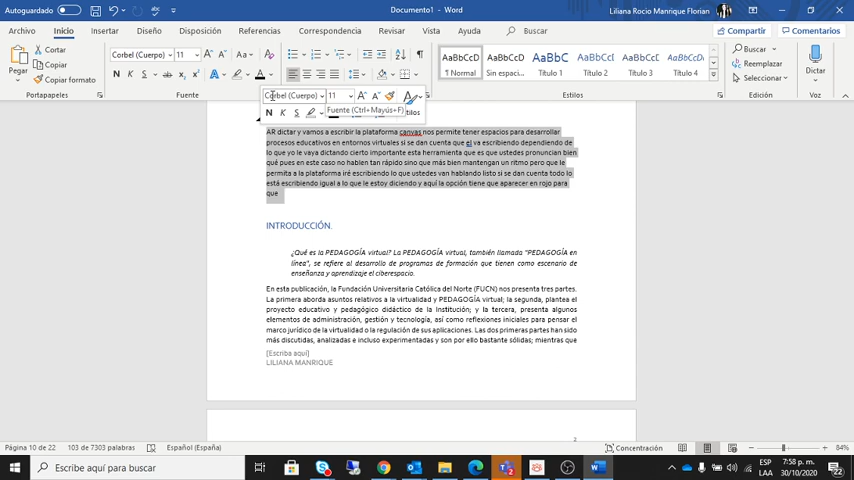 Autoguardado
Documento1 - Word
Liliana Rocio Manrique Florian
Archivo Inicio Insertar Diseño Disposición Referencias Correspondencia Revisar Vista Ayuda Buscar Compartir Comentarios
Pegar
Cortar
Copiar
Copiar formato
Portapapeles
Corbel (Cuerpo) 11
Fuente
AaBbCcD AaBbCcD AaBbC AaBbCcC AaBbCcD
1 Normal Sin espaci... Título 1
Estilos
Buscar
Reemplazar
Seleccionar
Edición
Dictar
Voz
Corbel (Cuerpo) 11
Fuente (Ctrl+Mayús+F)
AR dictar y vamos a escribir la plataforma canvas nos permite tener espacios para desarrollar
procesos educativos en entornos virtuales si se dan cuenta que el va escribiendo dependiendo de
lo que yo le vaya dictando cierto importante esta herramienta que es que ustedes pronuncian bien
qué pues en este caso no hablen tan rápido sino que más bien mantengan un ritmo pero que le
permita a la plataforma iré escribiendo lo que ustedes van hablando listo si se dan cuenta todo lo
está escribiendo igual a lo que le estoy diciendo y aquí la opción tiene que aparecer en rojo para
que
INTRODUCCIÓN.
¿Qué es la PEDAGOGÍA virtual? La PEDAGOGÍA virtual, también llamada "PEDAGOGÍA en
línea", se refiere al desarrollo de programas de formación que tienen como escenario de
enseñanza y aprendizaje el ciberespacio.
En esta publicación, la Fundación Universitaria Católica del Norte (FUCN) nos presenta tres partes.
La primera aborda asuntos relativos a la virtualidad y PEDAGOGÍA virtual; la segunda, plantea el
proyecto educativo y pedagógico didáctico de la Institución; y la tercera, presenta algunos
elementos de administración, gestión y tecnología, así como reflexiones iniciales para pensar el
marco jurídico de la virtualidad o la regulación de sus aplicaciones. Las dos primeras partes han sido
más discutidas, analizadas e incluso experimentadas y son por ello bastante sólidas; mientras que
[Escriba aquí]
LILIANA MANRIQUE
2
Página 10 de 22 103 de 7303 palabras Español (España) Concentración 84%
Escribe aquí para buscar
ESP
LAA
7:58 p. m.
30/10/2020
22